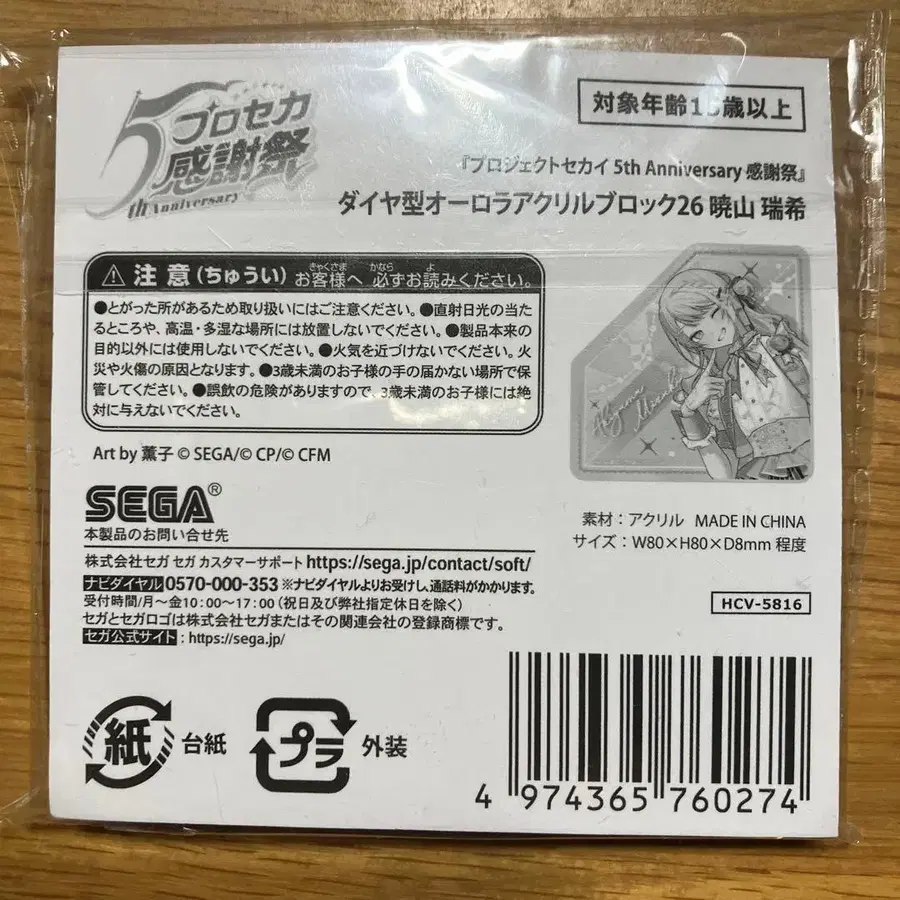 5th Anniversary
プロセカ
感謝祭
対象年齢15歳以上
『プロジェクトセカイ 5th Anniversary 感謝祭』
ダイヤ型オーロラアクリルブロック26 暁山 瑞希
⚠ 注意(ちゅうい) お客様へ 必ずお読みください。
きゃくさま かなら よ
●とがった所があるため取り扱いにはご注意ください。●直射日光の当た
るところや、高温・多湿な場所には放置しないでください。●製品本来の
目的以外には使用しないでください。●火気を近づけないでください。火
災や火傷の原因となります。●3歳未満のお子様の手の届かない場所で保
管してください。●誤飲の危険がありますので、3歳未満のお子様には絶
対に与えないでください。
Akiyama
Mizuki
Art by 薫子 © SEGA/© CP/© CFM
SEGA®
本製品のお問い合せ先
株式会社セガ セガ カスタマーサポート https://sega.jp/contact/soft/
ナビダイヤル 0570-000-353 ※ナビダイヤルよりお受けし、通話料がかかります。
受付時間/月~金10:00~17:00(祝日及び弊社指定休日を除く)
セガとセガロゴは株式会社セガまたはその関連会社の登録商標です。
セガ公式サイト:https://sega.jp/
素材:アクリル MADE IN CHINA
サイズ:W80×H80×D8mm 程度
HCV-5816
紙 台紙
プラ 外装
4 974365 760274